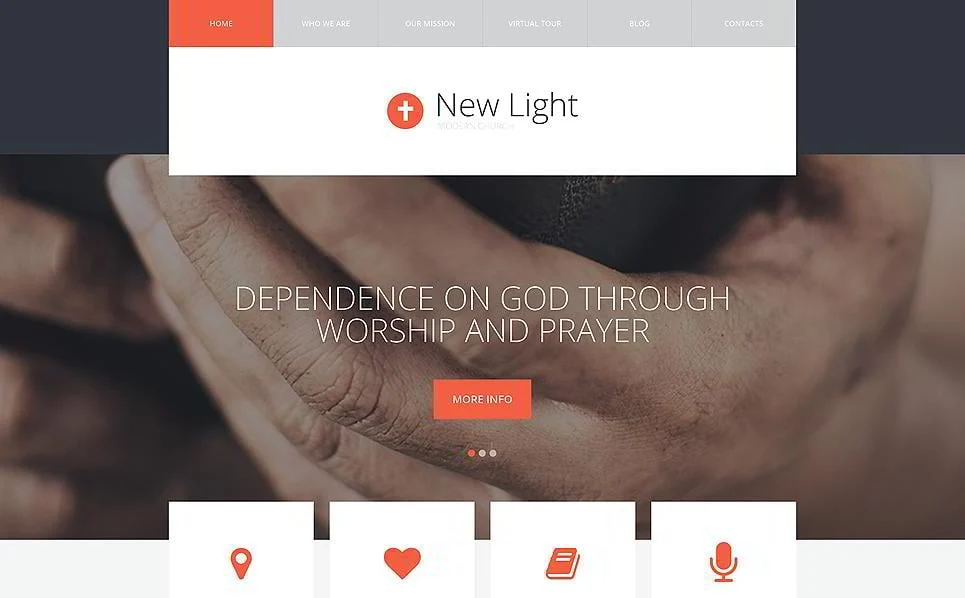 HOME
WHO WE ARE
OUR MISSION
VIRTUAL TOUR
BLOG
CONTACTS
New Light
MODERN CHURCH
DEPENDENCE ON GOD THROUGH
WORSHIP AND PRAYER
MORE INFO